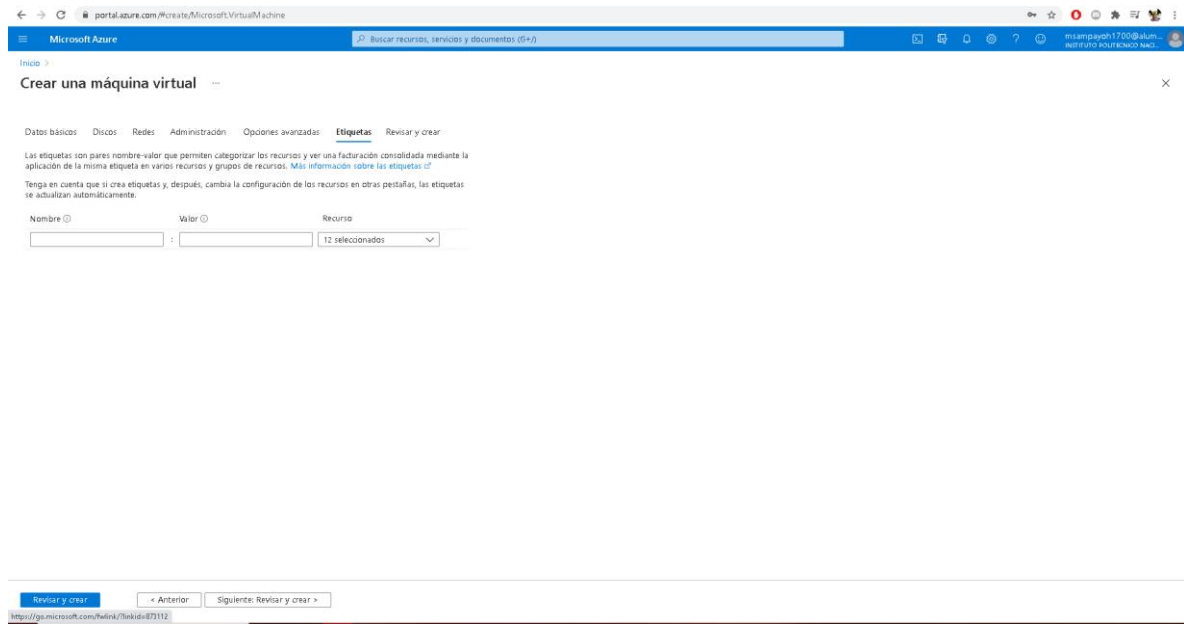 portal.azure.com/#create/Microsoft.VirtualMachine
Microsoft Azure
Buscar recursos, servicios y documentos (G+/)
msampayoh1700@alum...
INSTITUTO POLITECNICO NACI...
Inicio >
Crear una máquina virtual ...
Datos básicos Discos Redes Administración Opciones avanzadas Etiquetas Revisar y crear
Las etiquetas son pares nombre-valor que permiten categorizar los recursos y ver una facturación consolidada mediante la
aplicación de la misma etiqueta en varios recursos y grupos de recursos. Más información sobre las etiquetas
Tenga en cuenta que si crea etiquetas y, después, cambia la configuración de los recursos en otras pestañas, las etiquetas
se actualizan automáticamente.
Nombre Valor Recurso
: 12 seleccionados
Revisar y crear < Anterior Siguiente: Revisar y crear >
https://go.microsoft.com/fwlink/?linkid=873112